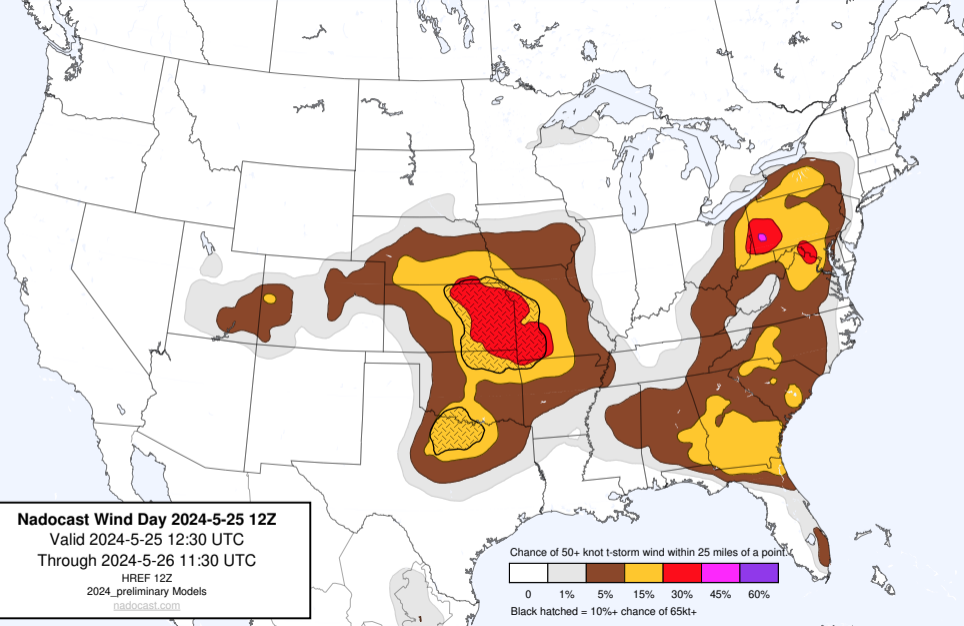 Nadocast Wind Day 2024-5-25 12Z
Valid 2024-5-25 12:30 UTC
Through 2024-5-26 11:30 UTC
HREF 12Z
2024_preliminary Models
nadocast.com
Chance of 50+ knot t-storm wind within 25 miles of a point.
0 1% 5% 15% 30% 45% 60%
Black hatched = 10%+ chance of 65kt+